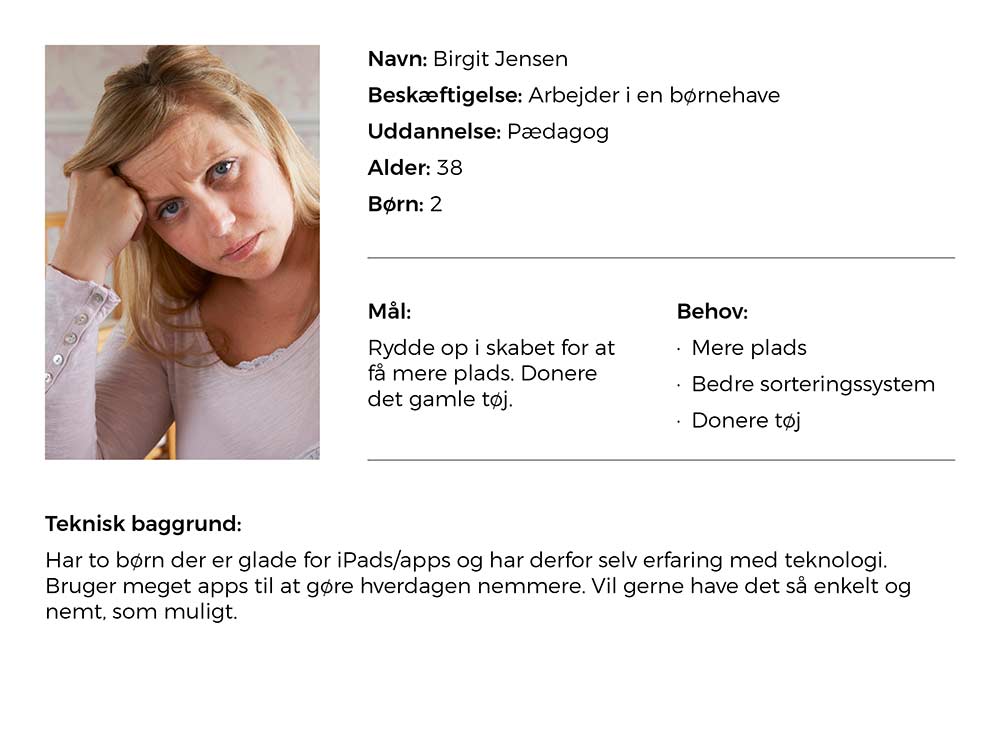 Navn: Birgit Jensen
Beskæftigelse: Arbejder i en børnehave
Uddannelse: Pædagog
Alder: 38
Børn: 2
Mål:
Rydde op i skabet for at
få mere plads. Donere
det gamle tøj.
Behov:
· Mere plads
· Bedre sorteringssystem
· Donere tøj
Teknisk baggrund:
Har to børn der er glade for iPads/apps og har derfor selv erfaring med teknologi.
Bruger meget apps til at gøre hverdagen nemmere. Vil gerne have det så enkelt og
nemt, som muligt.